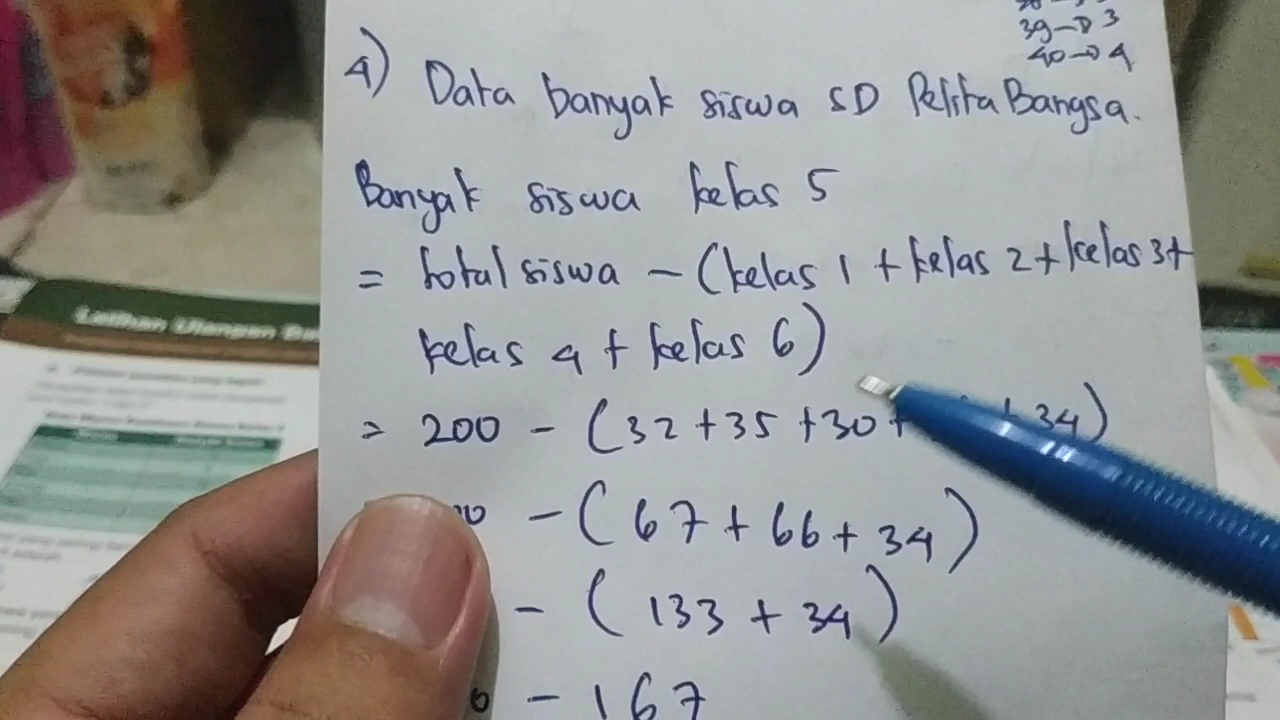 39 → 3
40 → 4
4) Data banyak siswa SD Pelita Bangsa.
Banyak siswa kelas 5
= total siswa - (kelas 1 + kelas 2 + kelas 3 +
kelas 4 + kelas 6)
= 200 - (32 + 35 + 30 + + 34)
- (67 + 66 + 34)
- (133 + 34)
- 167
Latihan Ulangan